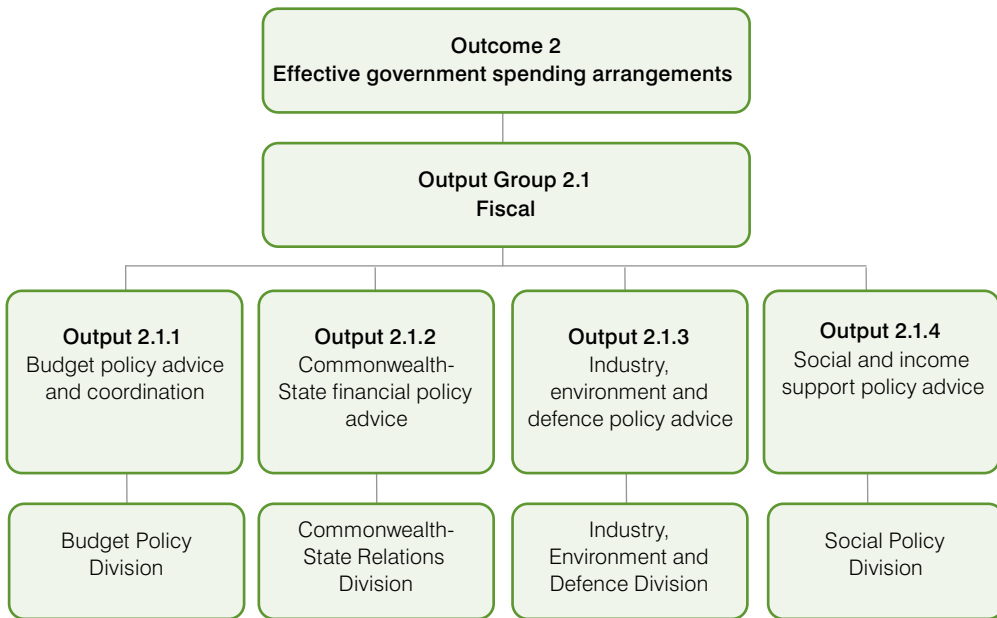 Outcome 2
Effective government spending arrangements
Output Group 2.1
Fiscal
Output 2.1.1
Budget policy advice
and coordination
Output 2.1.2
Commonwealth-
State financial policy
advice
Output 2.1.3
Industry,
environment and
defence policy advice
Output 2.1.4
Social and income
support policy advice
Budget Policy
Division
Commonwealth-
State Relations
Division
Industry,
Environment and
Defence Division
Social Policy
Division